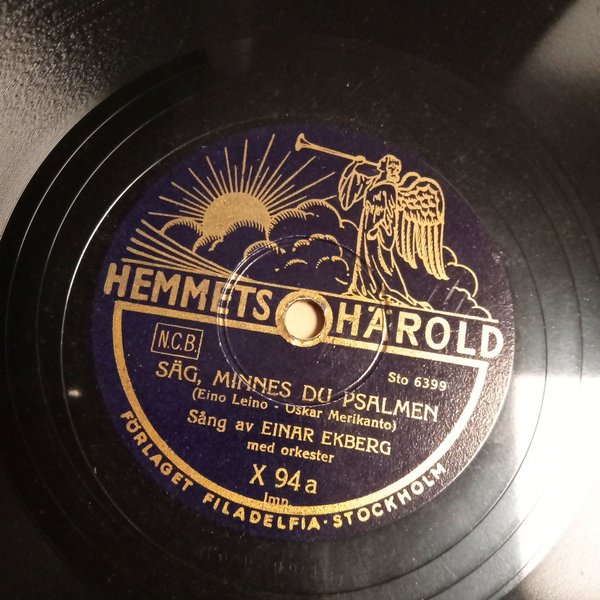 HEMMETS HÄROLD
N.C.B.
Sto 6399
SÄG, MINNES DU PSALMEN
(Eino Leino - Oskar Merikanto)
Sång av EINAR EKBERG
med orkester
X 94 a
Imp.
FÖRLAGET FILADELFIA · STOCKHOLM